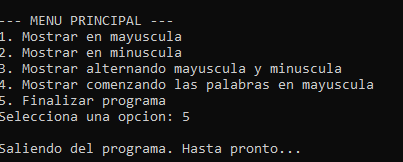 --- MENU PRINCIPAL ---
1. Mostrar en mayuscula
2. Mostrar en minuscula
3. Mostrar alternando mayuscula y minuscula
4. Mostrar comenzando las palabras en mayuscula
5. Finalizar programa
Selecciona una opcion: 5
Saliendo del programa. Hasta pronto...